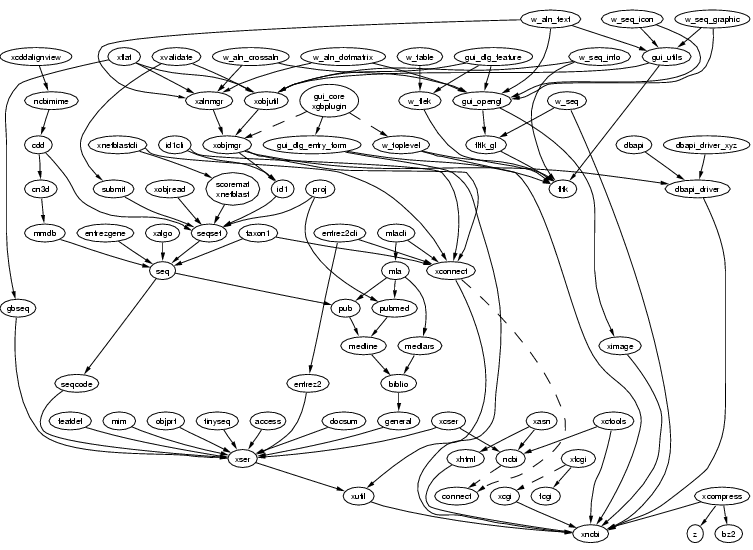 w_aln_text
w_seq_icon
w_seq_graphic
xcddalignview
xflat
xvalidate
w_aln_crossaln
w_aln_dotmatrix
w_table
gui_dlg_feature
w_seq_info
gui_utils
ncbimime
xalnmgr
xobjutil
gui_core
xgbplugin
w_fltk
gui_opengl
w_seq
cdd
xnetblastcli
id1cli
xobjmgr
gui_dlg_entry_form
w_toplevel
fltk_gl
dbapi
dbapi_driver_xyz
cn3d
submit
xobjread
scoremat
xnetblast
id1
proj
fltk
dbapi_driver
mmdb
entrezgene
xalgo
seqset
taxon1
entrez2cli
mlacli
seq
mla
xconnect
gbseq
pub
pubmed
medline
medlars
ximage
seqcode
entrez2
biblio
featdef
mim
objprt
tinyseq
access
docsum
general
xcser
xasn
xctools
xser
xhtml
ncbi
xfcgi
xutil
connect
xcgi
fcgi
xcompress
xncbi
z
bz2